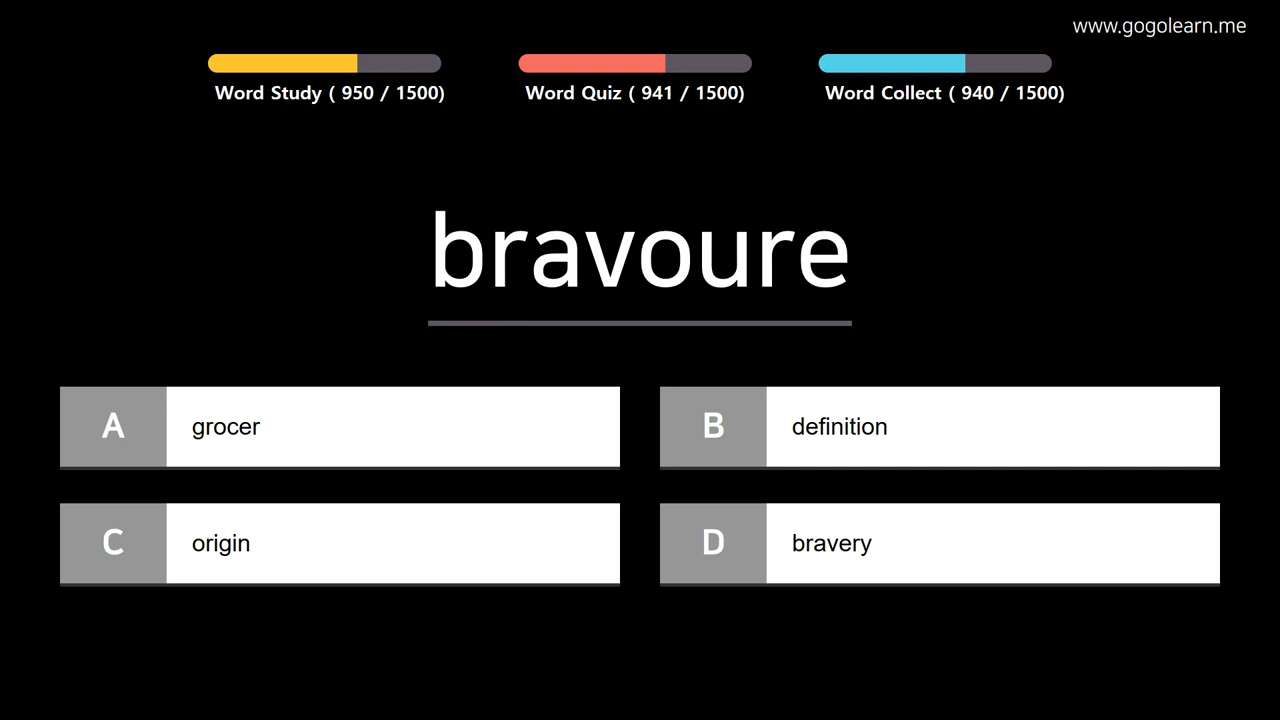 www.gogolearn.me
Word Study ( 950 / 1500) Word Quiz ( 941 / 1500) Word Collect ( 940 / 1500)
bravoure
A grocer
B definition
C origin
D bravery